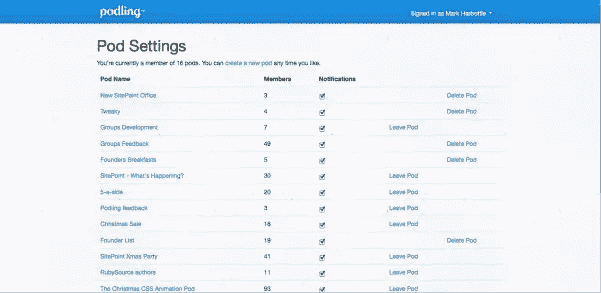 podling
Signed in as Mark Harbottle
Pod Settings
You're currently a member of 16 pods. You can create a new pod any time you like.
Pod Name Members Notifications
New SitePoint Office 3 Delete Pod
Tweaky 4 Delete Pod
Groups Development 7 Leave Pod
Groups Feedback 49 Delete Pod
Founders Breakfasts 5 Delete Pod
SitePoint - What's Happening? 30 Leave Pod
5-a-side 20 Leave Pod
Podling feedback 3 Leave Pod
Christmas Sale 18 Leave Pod
Founder List 19 Delete Pod
SitePoint Xmas Party 41 Leave Pod
RubySource authors 11 Leave Pod
The Christmas CSS Animation Pod 93 Leave Pod